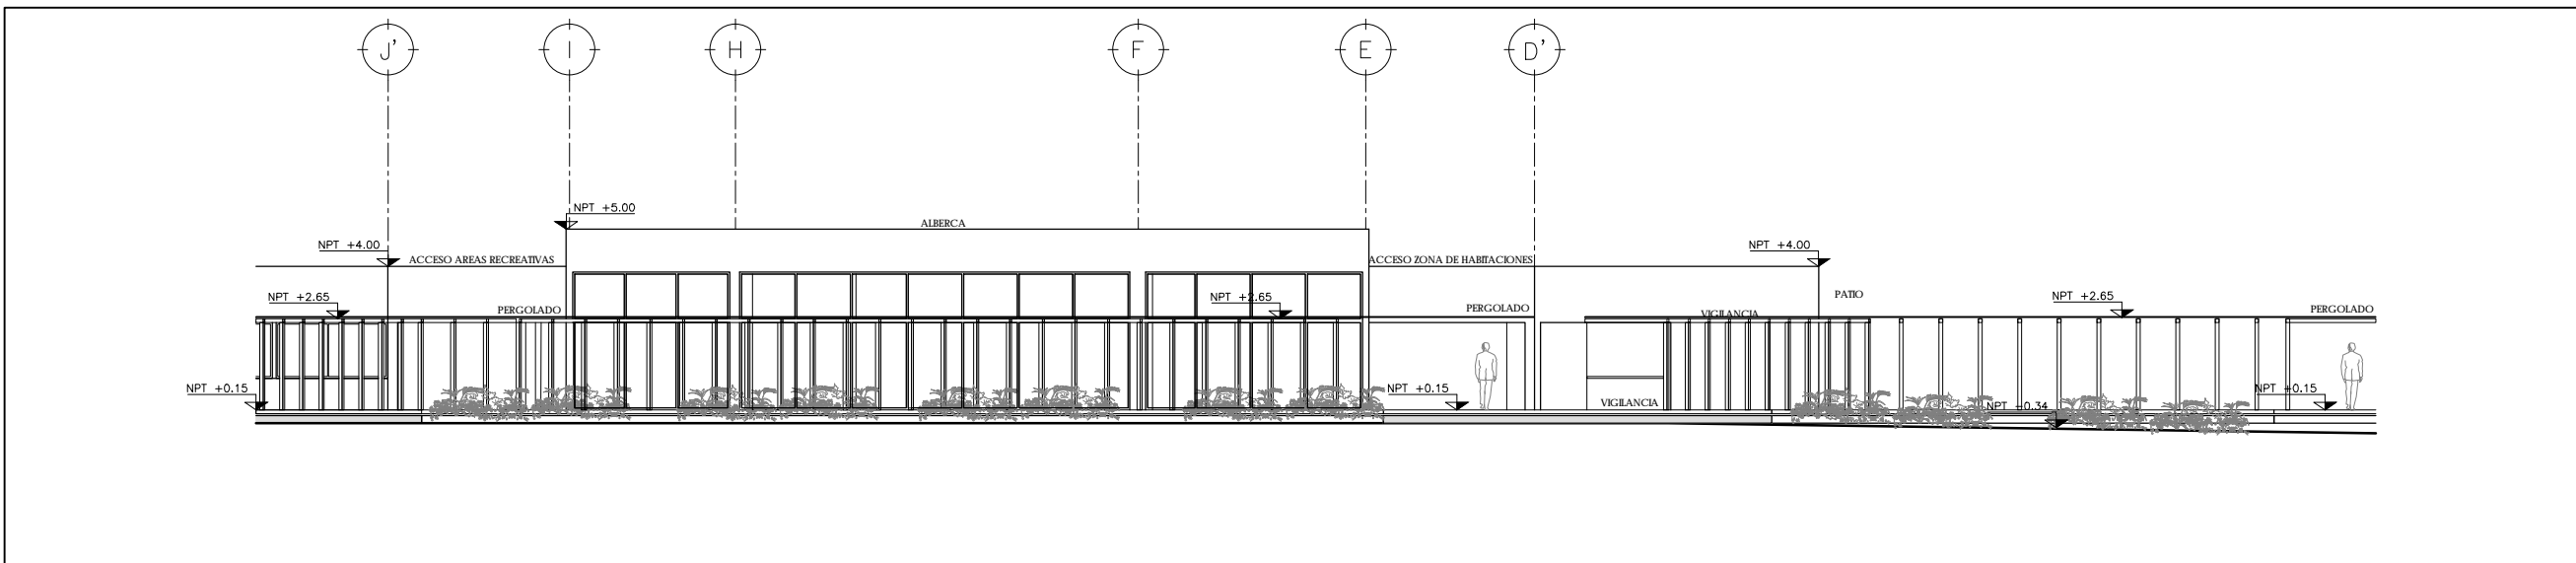 J' I H F E D'
NPT +5.00
ALBERCA
NPT +4.00
NPT +4.00
ACCESO AREAS RECREATIVAS
ACCESO ZONA DE HABITACIONES
PATIO
NPT +2.65
NPT +2.65
NPT +2.65
PERGOLADO
PERGOLADO
VIGILANCIA
PERGOLADO
NPT +0.15
NPT +0.15
NPT +0.15
VIGILANCIA
NPT +0.34